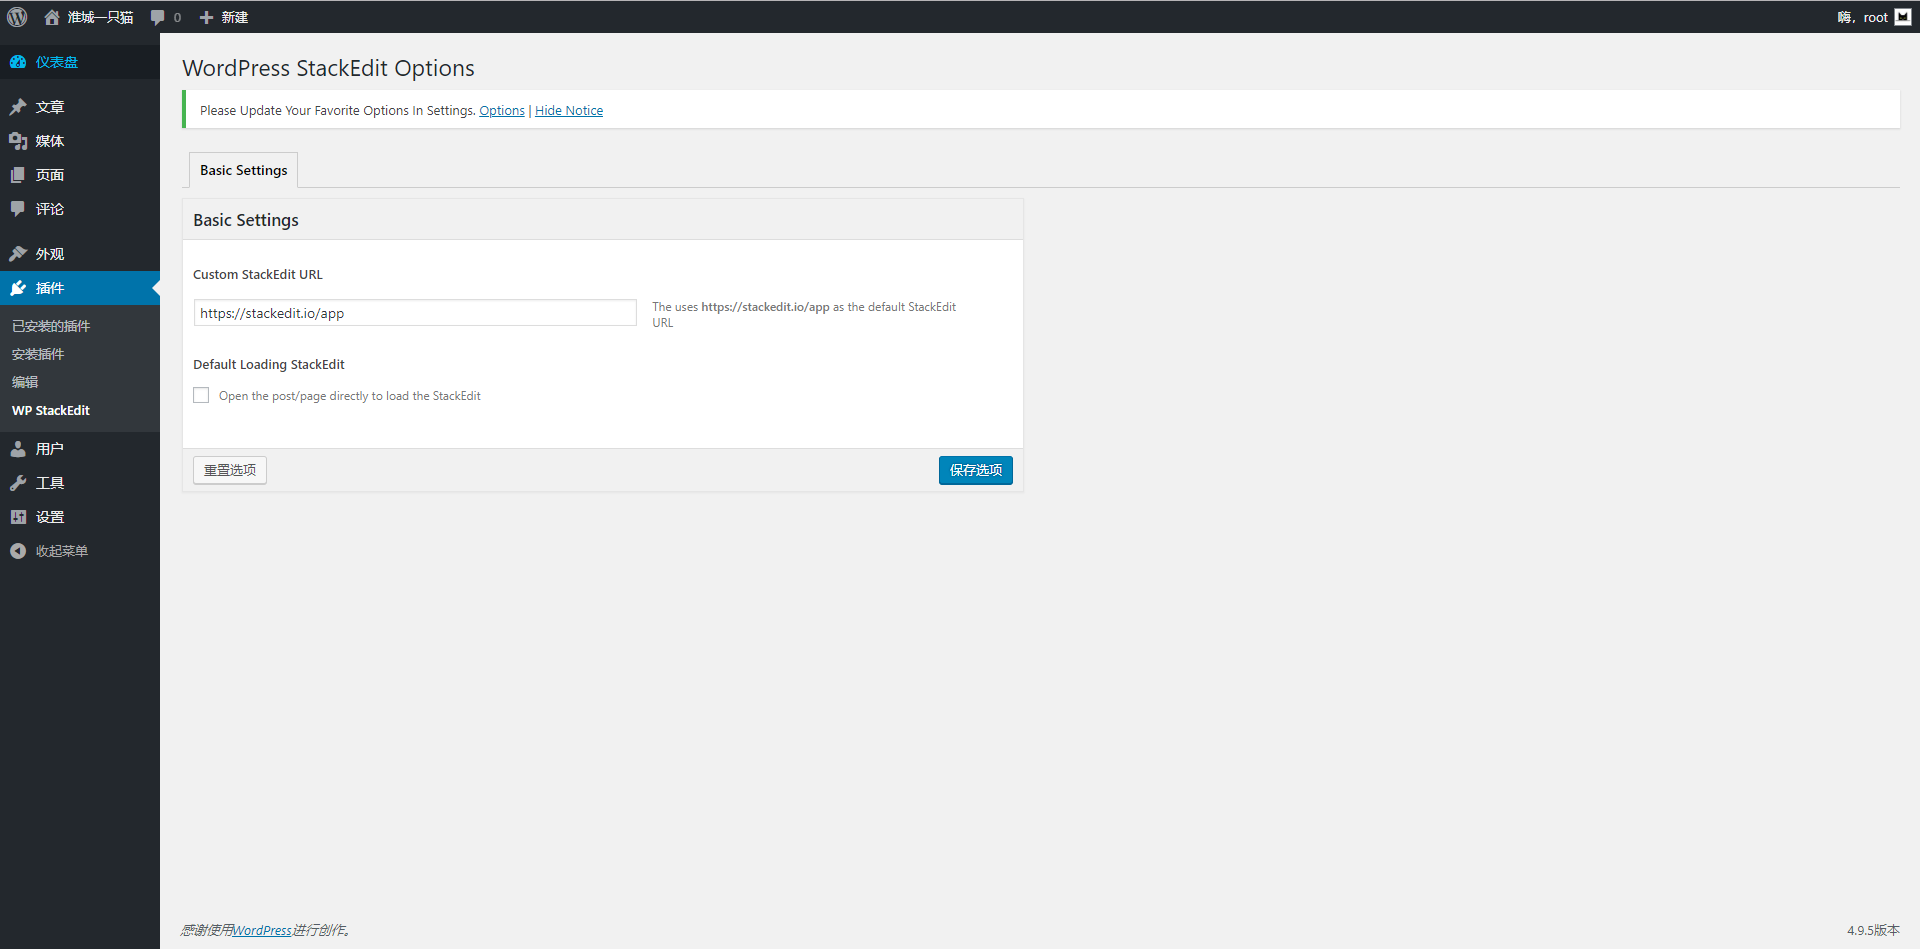 淮城一只猫 0 新建
嗨，root
仪表盘
文章
媒体
页面
评论
外观
插件
已安装的插件
安装插件
编辑
WP StackEdit
用户
工具
设置
收起菜单
WordPress StackEdit Options
Please Update Your Favorite Options In Settings. Options | Hide Notice
Basic Settings
Basic Settings
Custom StackEdit URL
https://stackedit.io/app
The uses https://stackedit.io/app as the default StackEdit
URL
Default Loading StackEdit
Open the post/page directly to load the StackEdit
重置选项
保存选项
感谢使用WordPress进行创作。
4.9.5版本